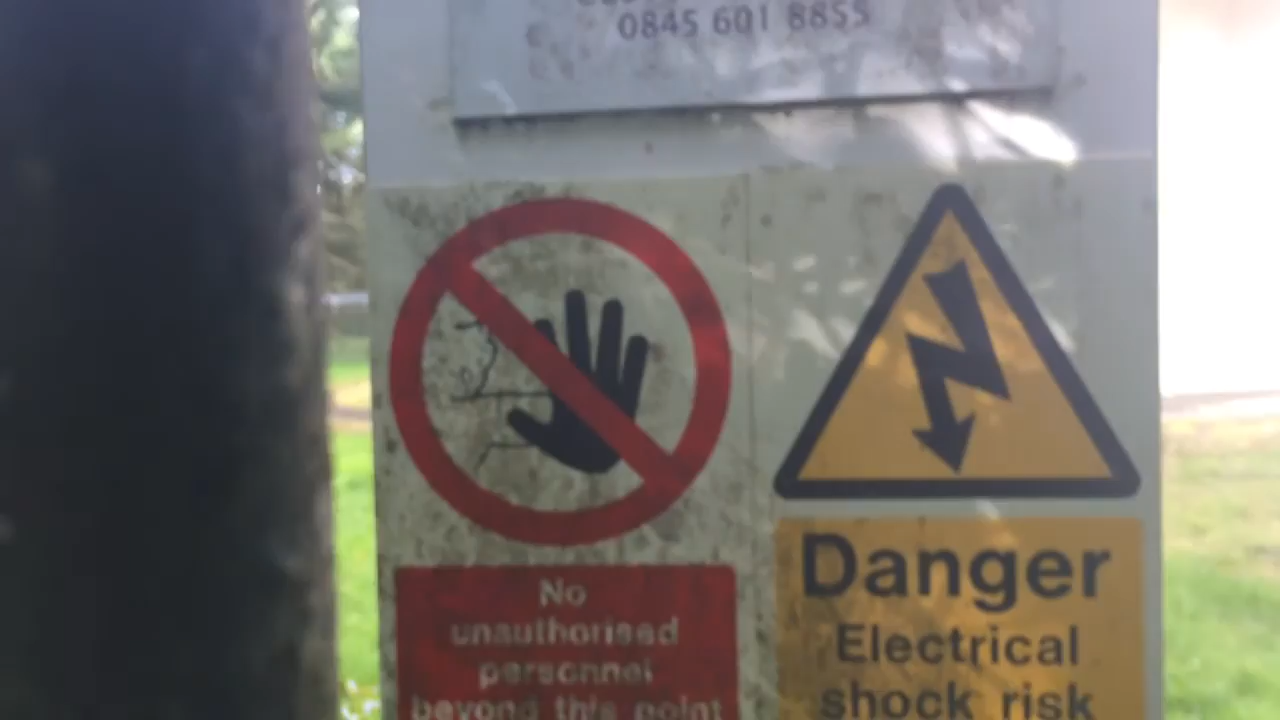 0845 601 8855
No
unauthorised
personnel
beyond this point
Danger
Electrical
shock risk